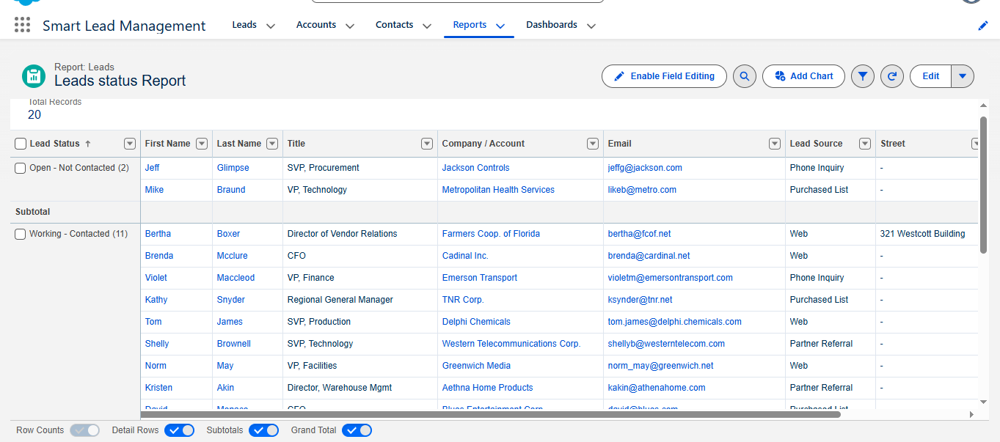 Smart Lead Management Leads Accounts Contacts Reports Dashboards
Report: Leads
Leads status Report
Enable Field Editing Add Chart Edit
Total Records
20
Lead Status ↑ First Name Last Name Title Company / Account Email Lead Source Street
Open - Not Contacted (2) Jeff Glimpse SVP, Procurement Jackson Controls jeffg@jackson.com Phone Inquiry -
Mike Braund VP, Technology Metropolitan Health Services likeb@metro.com Purchased List -
Subtotal
Working - Contacted (11) Bertha Boxer Director of Vendor Relations Farmers Coop. of Florida bertha@fcof.net Web 321 Westcott Building
Brenda Mcclure CFO Cadinal Inc. brenda@cardinal.net Web -
Violet Maccleod VP, Finance Emerson Transport violetm@emersontransport.com Phone Inquiry -
Kathy Snyder Regional General Manager TNR Corp. ksynder@tnr.net Purchased List -
Tom James SVP, Production Delphi Chemicals tom.james@delphi.chemicals.com Web -
Shelly Brownell SVP, Technology Western Telecommunications Corp. shellyb@westerntelecom.com Partner Referral -
Norm May VP, Facilities Greenwich Media norm_may@greenwich.net Web -
Kristen Akin Director, Warehouse Mgmt Aethna Home Products kakin@athenahome.com Partner Referral -
David Monaco CFO Blues Entertainment Corp. david@blues.com Purchased List
Row Counts Detail Rows Subtotals Grand Total